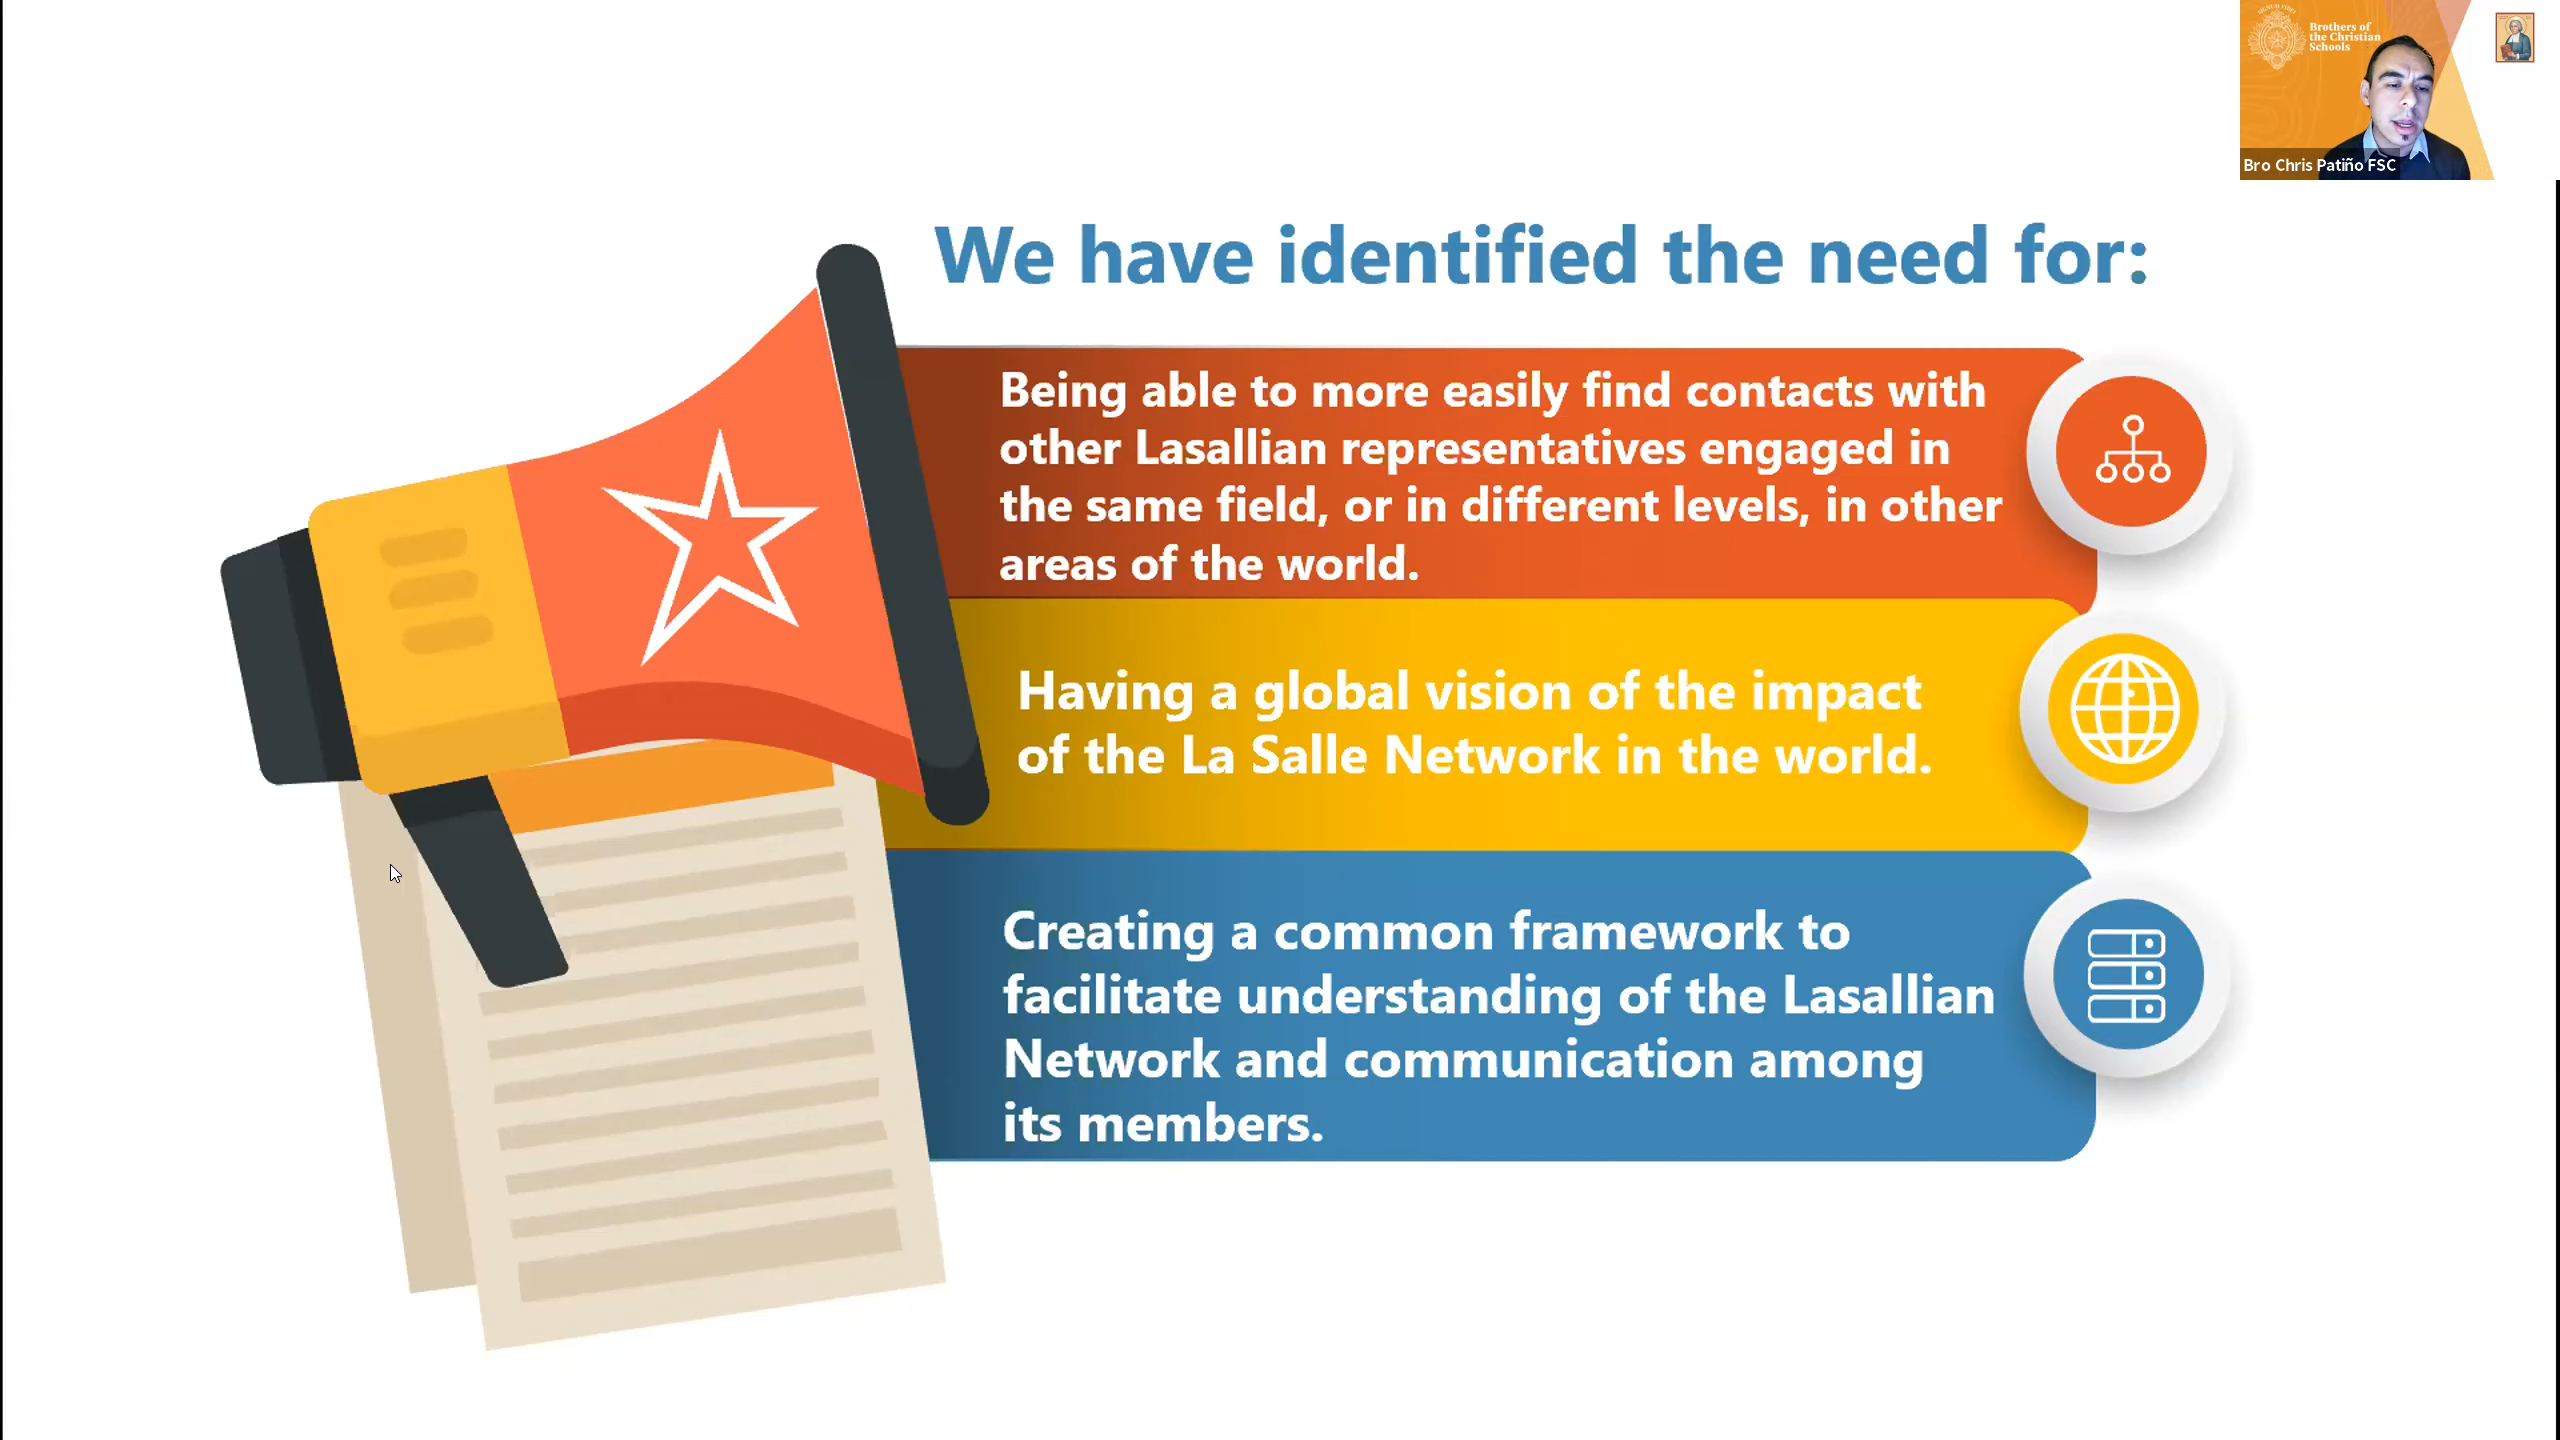 Brothers of
the Christian
Schools
Bro Chris Patiño FSC
We have identified the need for:
Being able to more easily find contacts with
other Lasallian representatives engaged in
the same field, or in different levels, in other
areas of the world.
Having a global vision of the impact
of the La Salle Network in the world.
Creating a common framework to
facilitate understanding of the Lasallian
Network and communication among
its members.